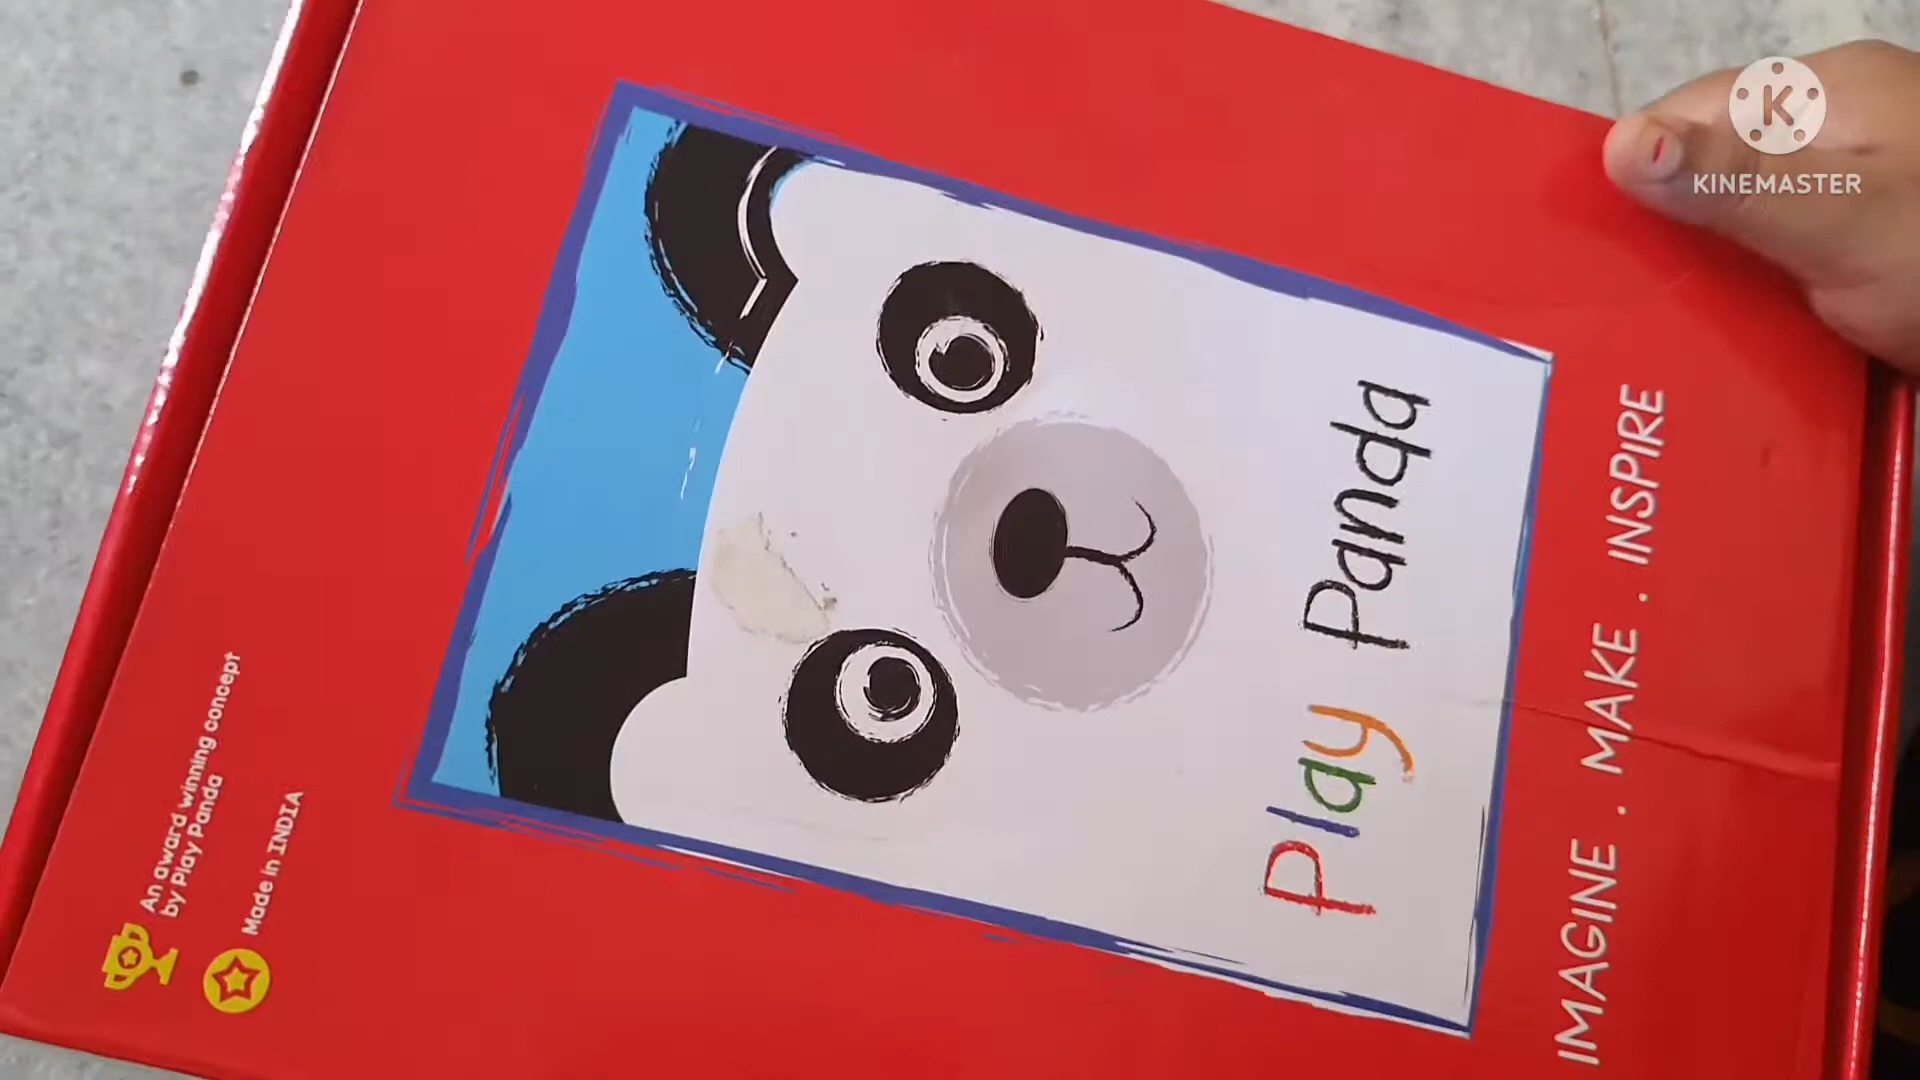 An award winning concept
by Play Panda
Made in INDIA
Play Panda
IMAGINE . MAKE . INSPIRE
K
KINEMASTER